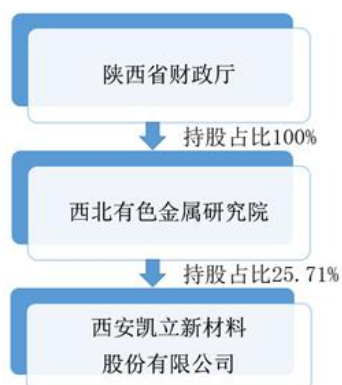 陕西省财政厅
持股占比100%
西北有色金属研究院
持股占比25.71%
西安凯立新材料
股份有限公司